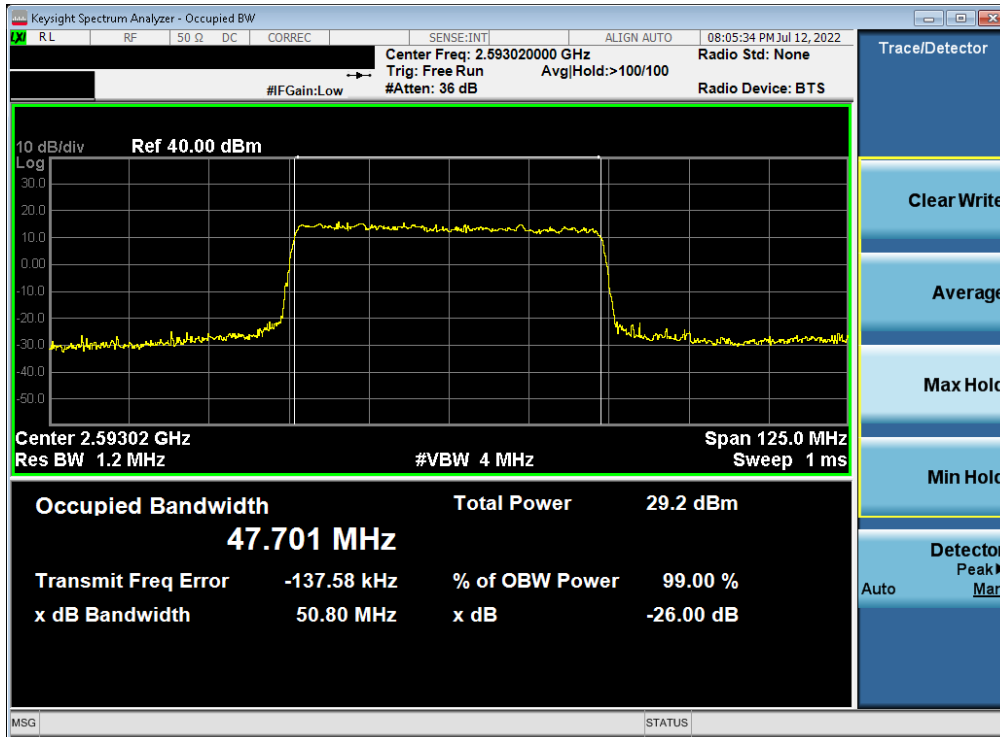 Keysight Spectrum Analyzer - Occupied BW
LXI RL RF 50 Ω DC CORREC SENSE:INT ALIGN AUTO 08:05:34 PM Jul 12, 2022
Center Freq: 2.593020000 GHz Radio Std: None
Trig: Free Run Avg|Hold:>100/100
#IFGain:Low #Atten: 36 dB Radio Device: BTS
10 dB/div Ref 40.00 dBm
Log
30.0
20.0
10.0
0.00
-10.0
-20.0
-30.0
-40.0
-50.0
Center 2.59302 GHz Span 125.0 MHz
Res BW 1.2 MHz #VBW 4 MHz Sweep 1 ms
Occupied Bandwidth Total Power 29.2 dBm
47.701 MHz
Transmit Freq Error -137.58 kHz % of OBW Power 99.00 %
x dB Bandwidth 50.80 MHz x dB -26.00 dB
MSG STATUS
Trace/Detector
Clear Write
Average
Max Hold
Min Hold
Detector
Peak
Auto Man